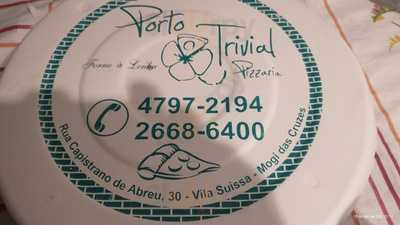 Porto
Trivial
Pizzaria
Forno à Lenha
4797-2194
2668-6400
Rua Capistrano de Abreu, 30 - Vila Suissa - Mogi das Cruzes